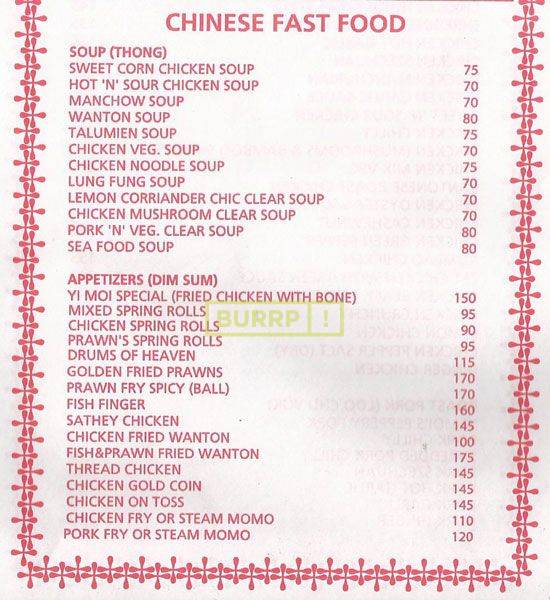 CHINESE FAST FOOD
SOUP (THONG)
SWEET CORN CHICKEN SOUP 75
HOT 'N' SOUR CHICKEN SOUP 70
MANCHOW SOUP 70
WANTON SOUP 80
TALUMIEN SOUP 75
CHICKEN VEG. SOUP 70
CHICKEN NOODLE SOUP 75
LUNG FUNG SOUP 70
LEMON CORRIANDER CHIC CLEAR SOUP 70
CHICKEN MUSHROOM CLEAR SOUP 70
PORK 'N' VEG. CLEAR SOUP 80
SEA FOOD SOUP 80
APPETIZERS (DIM SUM)
YI MOI SPECIAL (FRIED CHICKEN WITH BONE) 150
MIXED SPRING ROLLS 95
BURRP!
CHICKEN SPRING ROLLS 90
PRAWN'S SPRING ROLLS 95
DRUMS OF HEAVEN 115
GOLDEN FRIED PRAWNS 170
PRAWN FRY SPICY (BALL) 170
FISH FINGER 160
SATHEY CHICKEN 145
CHICKEN FRIED WANTON 145
FISH&PRAWN FRIED WANTON 175
THREAD CHICKEN 145
CHICKEN GOLD COIN 145
CHICKEN ON TOSS 145
CHICKEN FRY OR STEAM MOMO 110
PORK FRY OR STEAM MOMO 120